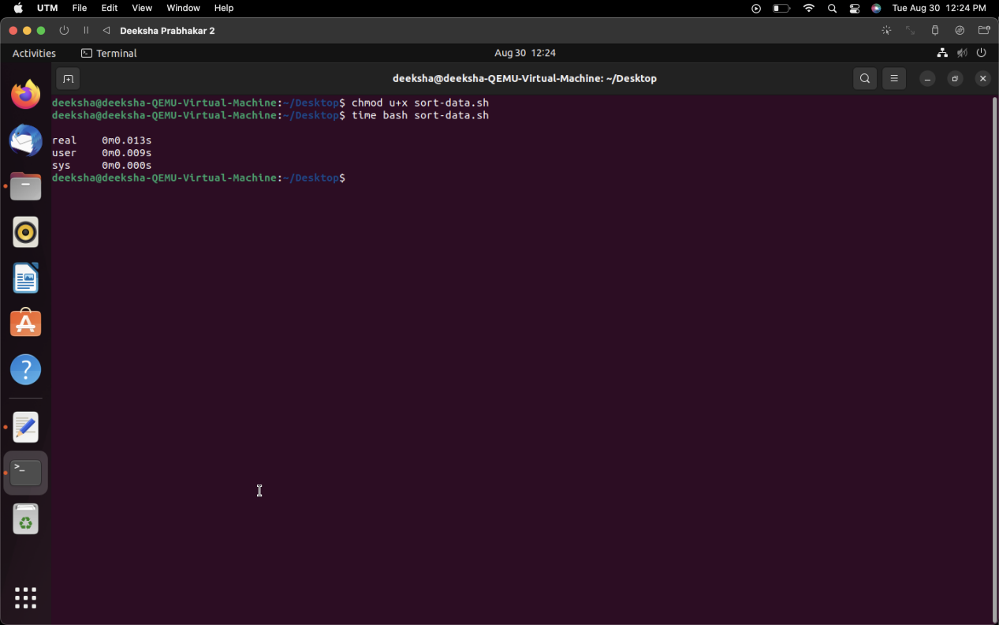 UTM File Edit View Window Help Tue Aug 30 12:24 PM
Deeksha Prabhakar 2
Activities Terminal Aug 30 12:24
deeksha@deeksha-QEMU-Virtual-Machine: ~/Desktop
deeksha@deeksha-QEMU-Virtual-Machine:~/Desktop$ chmod u+x sort-data.sh
deeksha@deeksha-QEMU-Virtual-Machine:~/Desktop$ time bash sort-data.sh
real 0m0.013s
user 0m0.009s
sys 0m0.000s
deeksha@deeksha-QEMU-Virtual-Machine:~/Desktop$